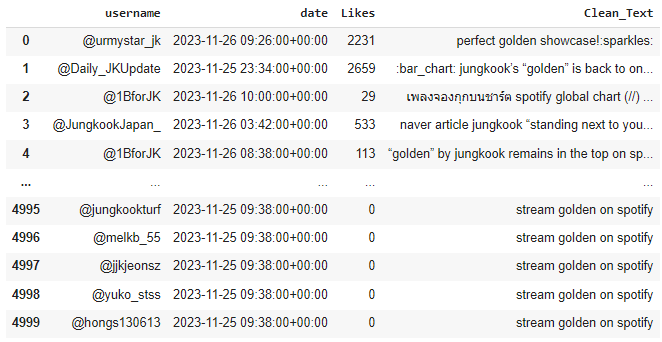 username date Likes Clean_Text
0 @urmystar_jk 2023-11-26 09:26:00+00:00 2231 perfect golden showcase!:sparkles:
1 @Daily_JKUpdate 2023-11-25 23:34:00+00:00 2659 :bar_chart: jungkook’s “golden” is back to on...
2 @1BforJK 2023-11-26 10:00:00+00:00 29 เพลงจองกุกบนชาร์ต spotify global chart (//) ...
3 @JungkookJapan_ 2023-11-26 03:42:00+00:00 533 naver article jungkook “standing next to you...
4 @1BforJK 2023-11-26 08:38:00+00:00 113 “golden” by jungkook remains in the top on sp...
... ... ... ... ...
4995 @jungkookturf 2023-11-25 09:38:00+00:00 0 stream golden on spotify
4996 @melkb_55 2023-11-25 09:38:00+00:00 0 stream golden on spotify
4997 @jjkjeonsz 2023-11-25 09:38:00+00:00 0 stream golden on spotify
4998 @yuko_stss 2023-11-25 09:38:00+00:00 0 stream golden on spotify
4999 @hongs130613 2023-11-25 09:38:00+00:00 0 stream golden on spotify